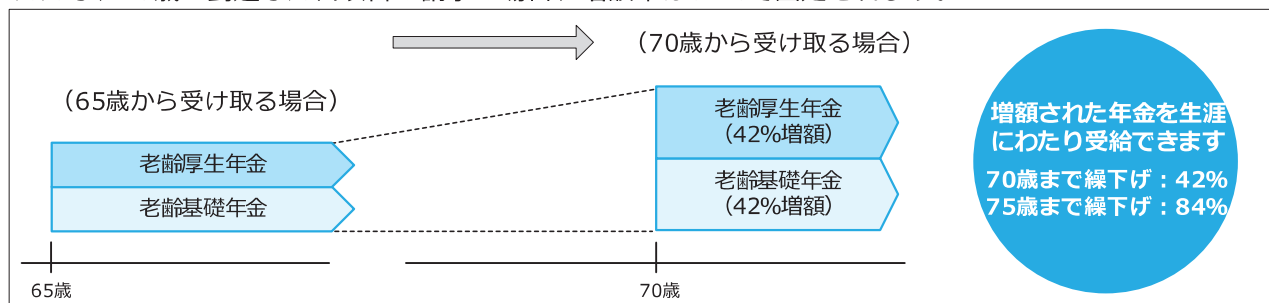 （70歳から受け取る場合）
（65歳から受け取る場合）
老齢厚生年金
老齢基礎年金
老齢厚生年金
（42%増額）
老齢基礎年金
（42%増額）
65歳
70歳
増額された年金を生涯
にわたり受給できます
70歳まで繰下げ：42%
75歳まで繰下げ：84%